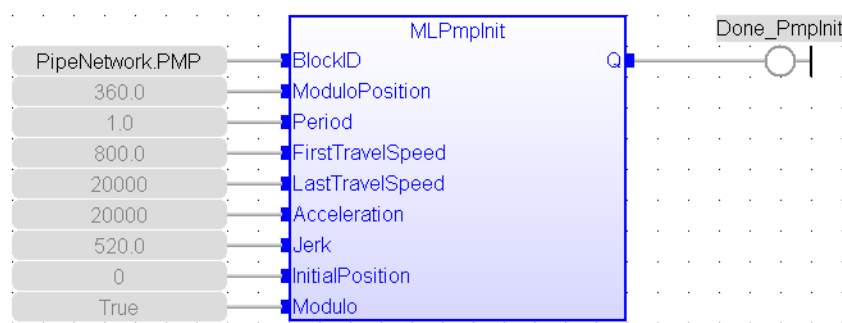 MLPmpInit
Done_PmpInit
PipeNetwork.PMP BlockID Q
360.0 ModuloPosition
1.0 Period
800.0 FirstTravelSpeed
20000 LastTravelSpeed
20000 Acceleration
520.0 Jerk
0 InitialPosition
True Modulo